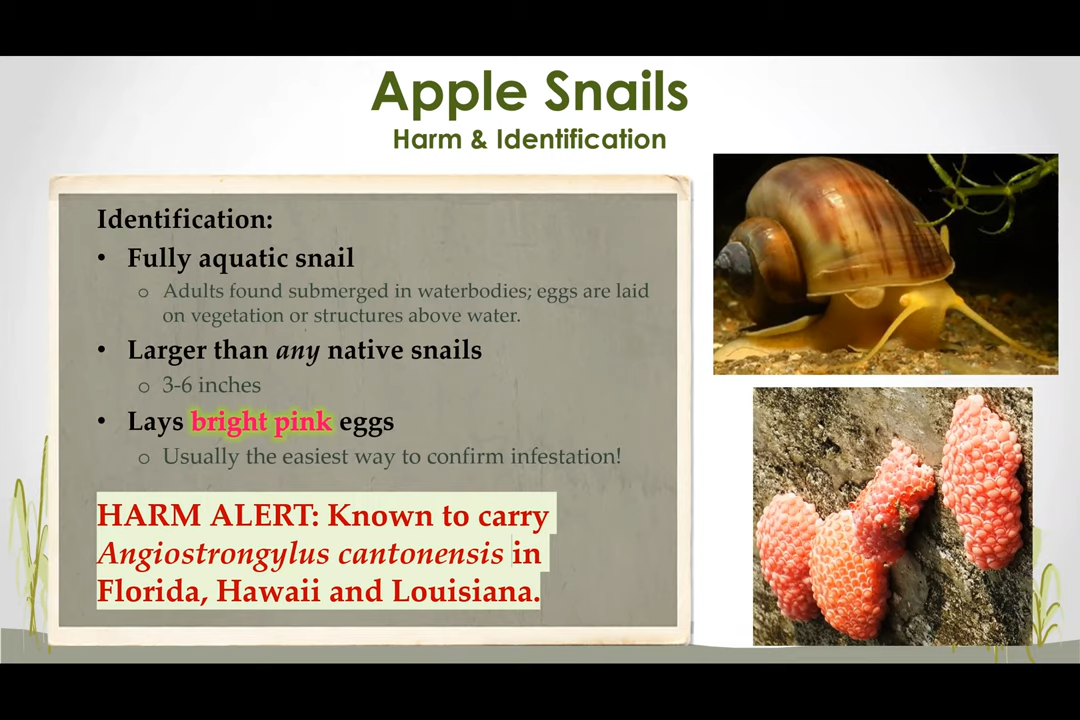 Apple Snails
Harm & Identification
Identification:
• Fully aquatic snail
o Adults found submerged in waterbodies; eggs are laid
on vegetation or structures above water.
• Larger than any native snails
o 3-6 inches
• Lays bright pink eggs
o Usually the easiest way to confirm infestation!
HARM ALERT: Known to carry
Angiostrongylus cantonensis in
Florida, Hawaii and Louisiana.